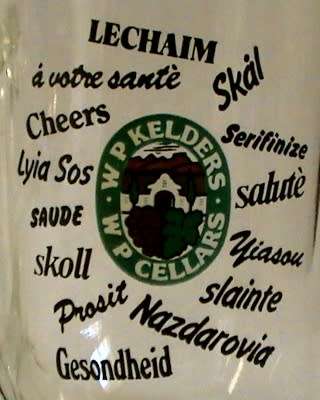 LECHAIM
á votre santè
Skål
Cheers
Serifinize
Lyia Sos
W P KELDERS
W P CELLARS
salutè
SAUDE
Yiasou
skoll
slainte
Prosit
Nazdarovia
Gesondheid